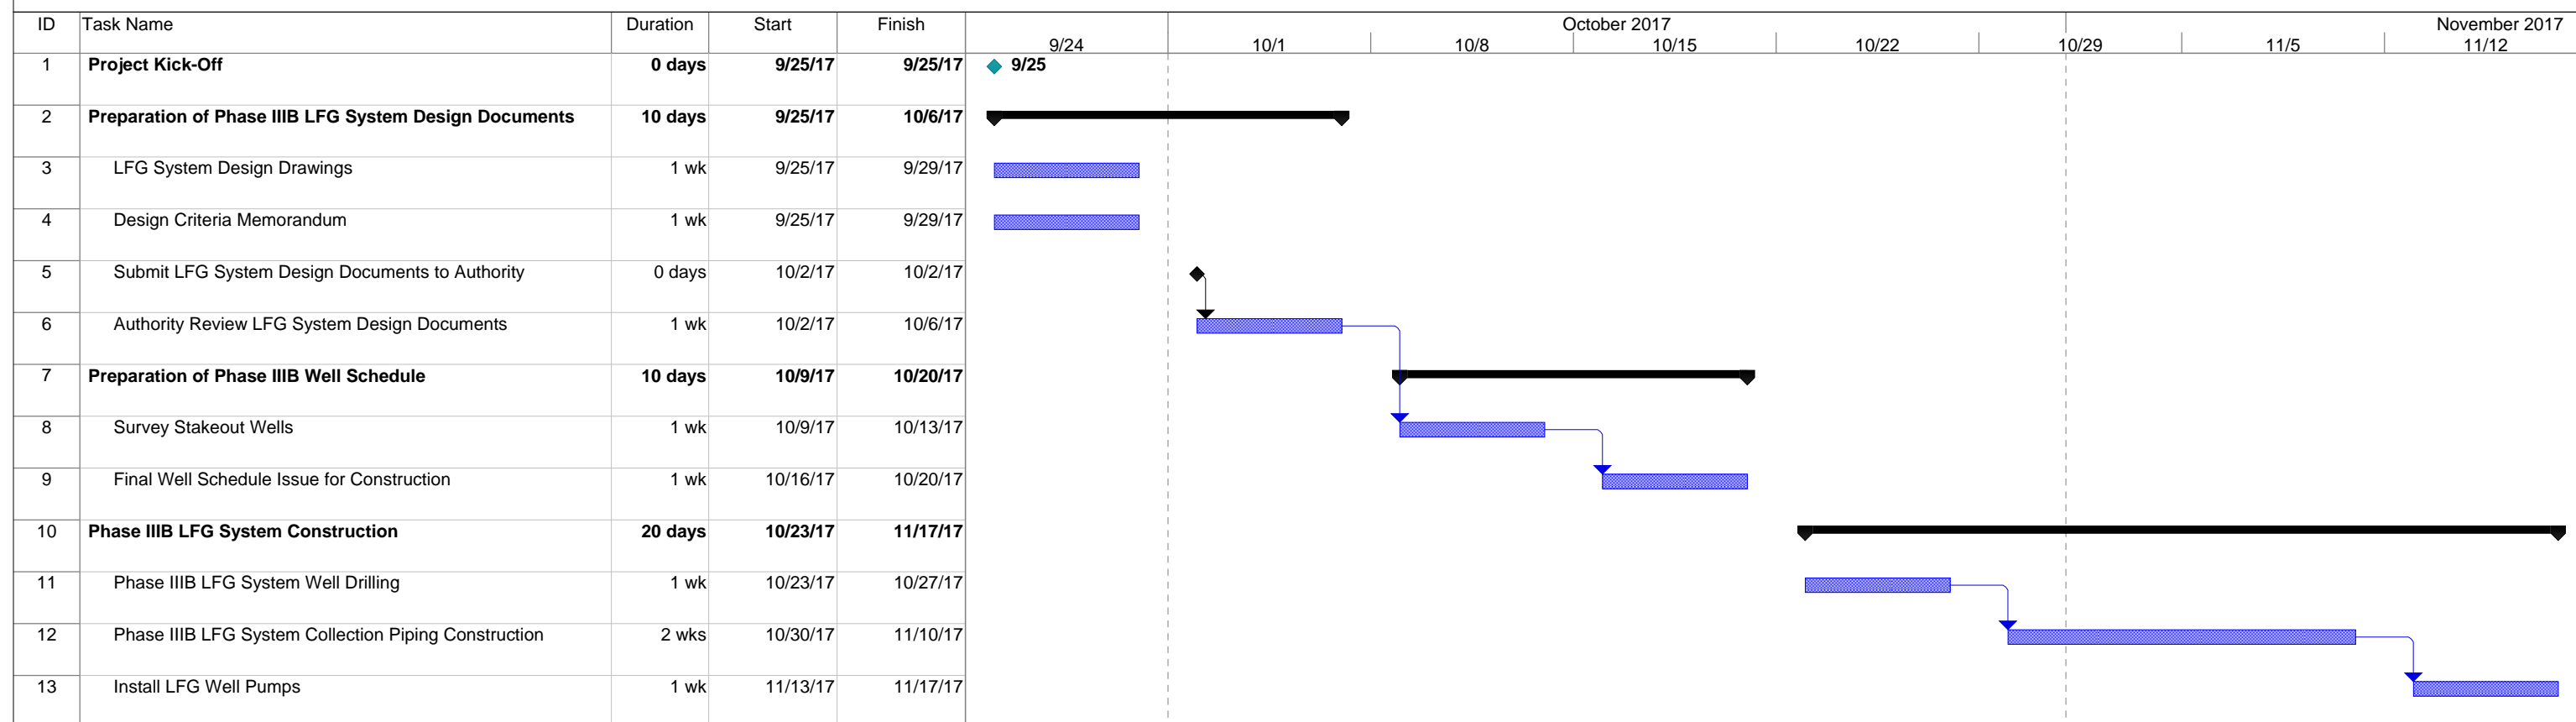 ID Task Name Duration Start Finish October 2017 November 2017
9/24 10/1 10/8 10/15 10/22 10/29 11/5 11/12
1 Project Kick-Off 0 days 9/25/17 9/25/17 9/25
2 Preparation of Phase IIIB LFG System Design Documents 10 days 9/25/17 10/6/17
3 LFG System Design Drawings 1 wk 9/25/17 9/29/17
4 Design Criteria Memorandum 1 wk 9/25/17 9/29/17
5 Submit LFG System Design Documents to Authority 0 days 10/2/17 10/2/17
6 Authority Review LFG System Design Documents 1 wk 10/2/17 10/6/17
7 Preparation of Phase IIIB Well Schedule 10 days 10/9/17 10/20/17
8 Survey Stakeout Wells 1 wk 10/9/17 10/13/17
9 Final Well Schedule Issue for Construction 1 wk 10/16/17 10/20/17
10 Phase IIIB LFG System Construction 20 days 10/23/17 11/17/17
11 Phase IIIB LFG System Well Drilling 1 wk 10/23/17 10/27/17
12 Phase IIIB LFG System Collection Piping Construction 2 wks 10/30/17 11/10/17
13 Install LFG Well Pumps 1 wk 11/13/17 11/17/17